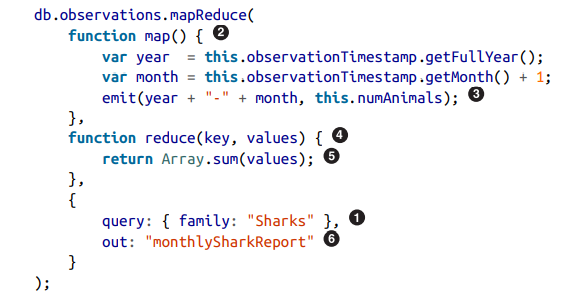 db.observations.mapReduce(
    function map() { ❷
        var year  = this.observationTimestamp.getFullYear();
        var month = this.observationTimestamp.getMonth() + 1;
        emit(year + "-" + month, this.numAnimals); ❸
    },
    function reduce(key, values) { ❹
        return Array.sum(values); ❺
    },
    {
        query: { family: "Sharks" }, ❶
        out: "monthlySharkReport" ❻
    }
);